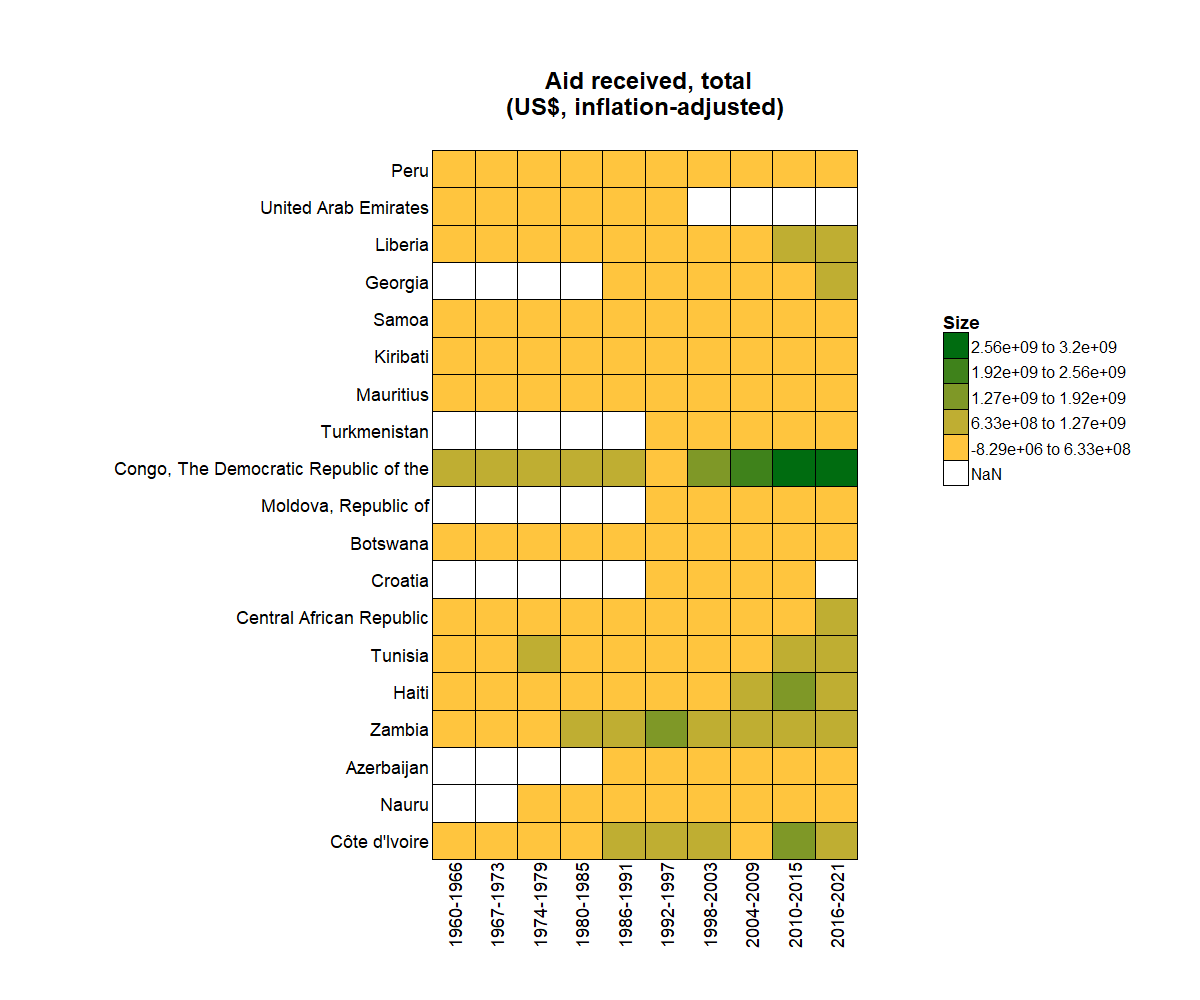 Aid received, total
(US$, inflation-adjusted)
Peru
United Arab Emirates
Liberia
Georgia
Samoa
Kiribati
Mauritius
Turkmenistan
Congo, The Democratic Republic of the
Moldova, Republic of
Botswana
Croatia
Central African Republic
Tunisia
Haiti
Zambia
Azerbaijan
Nauru
Côte d'Ivoire
1960-1966
1967-1973
1974-1979
1980-1985
1986-1991
1992-1997
1998-2003
2004-2009
2010-2015
2016-2021
Size
2.56e+09 to 3.2e+09
1.92e+09 to 2.56e+09
1.27e+09 to 1.92e+09
6.33e+08 to 1.27e+09
-8.29e+06 to 6.33e+08
NaN